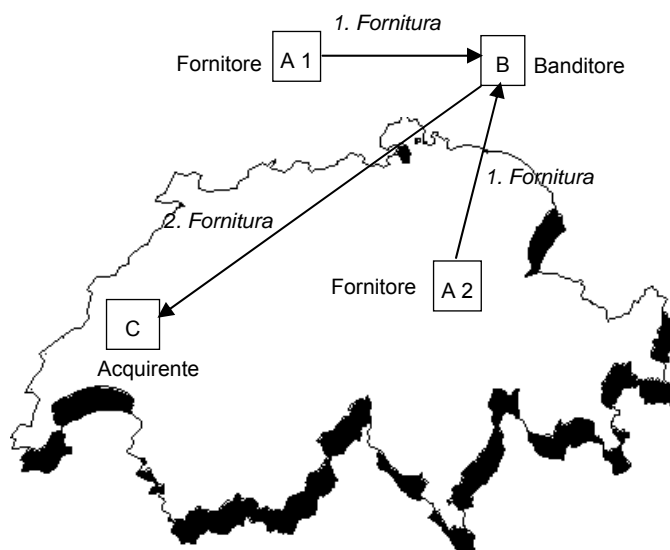 1. Fornitura
Fornitore
A 1
B
Banditore
1. Fornitura
2. Fornitura
Fornitore
A 2
C
Acquirente